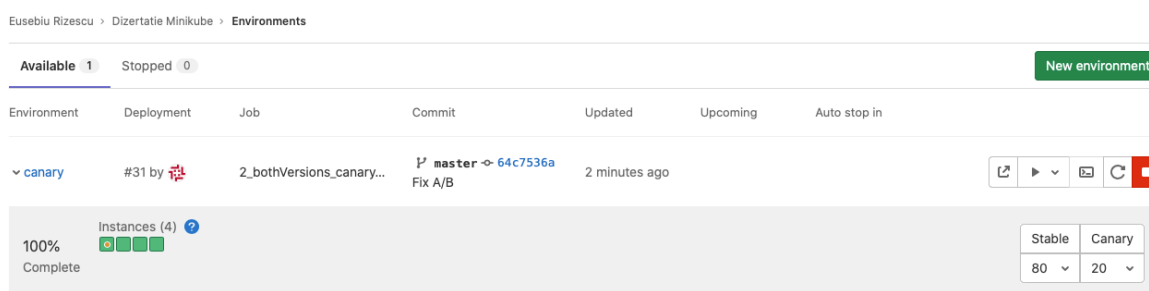 Eusebiu Rizescu > Dizertatie Minikube > Environments
Available 1 Stopped 0 New environment
Environment Deployment Job Commit Updated Upcoming Auto stop in
canary #31 by 2_bothVersions_canary... master 64c7536a 2 minutes ago
Fix A/B
Instances (4) ?
100%
Complete
Stable Canary
80 20